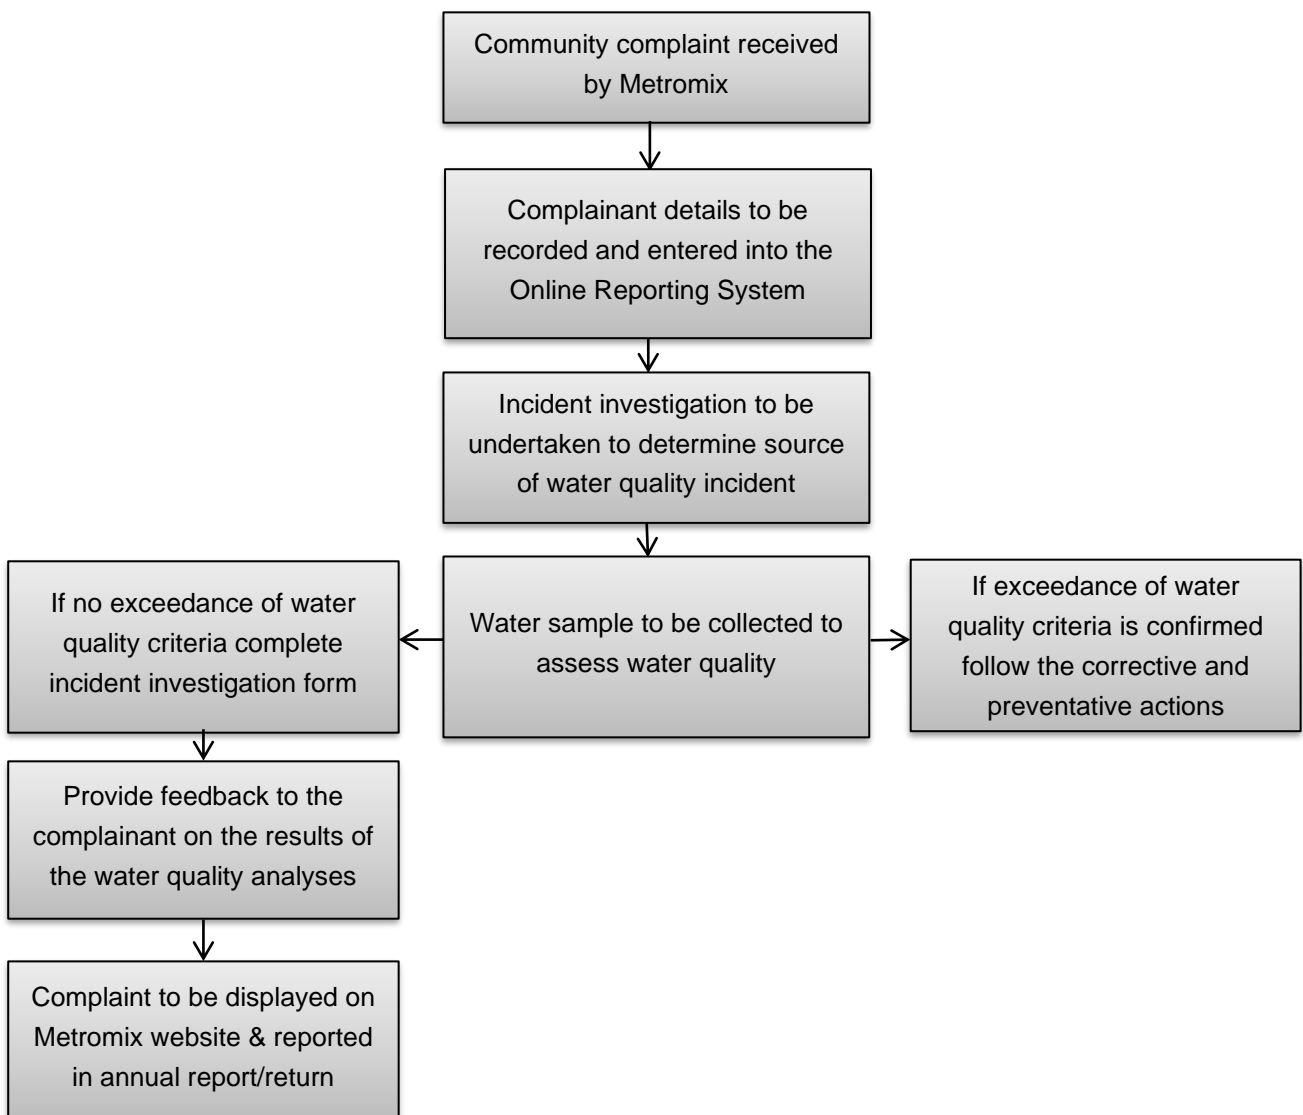 Community complaint received
by Metromix
Complainant details to be
recorded and entered into the
Online Reporting System
Incident investigation to be
undertaken to determine source
of water quality incident
Water sample to be collected to
assess water quality
If no exceedance of water
quality criteria complete
incident investigation form
If exceedance of water
quality criteria is confirmed
follow the corrective and
preventative actions
Provide feedback to the
complainant on the results of
the water quality analyses
Complaint to be displayed on
Metromix website & reported
in annual report/return